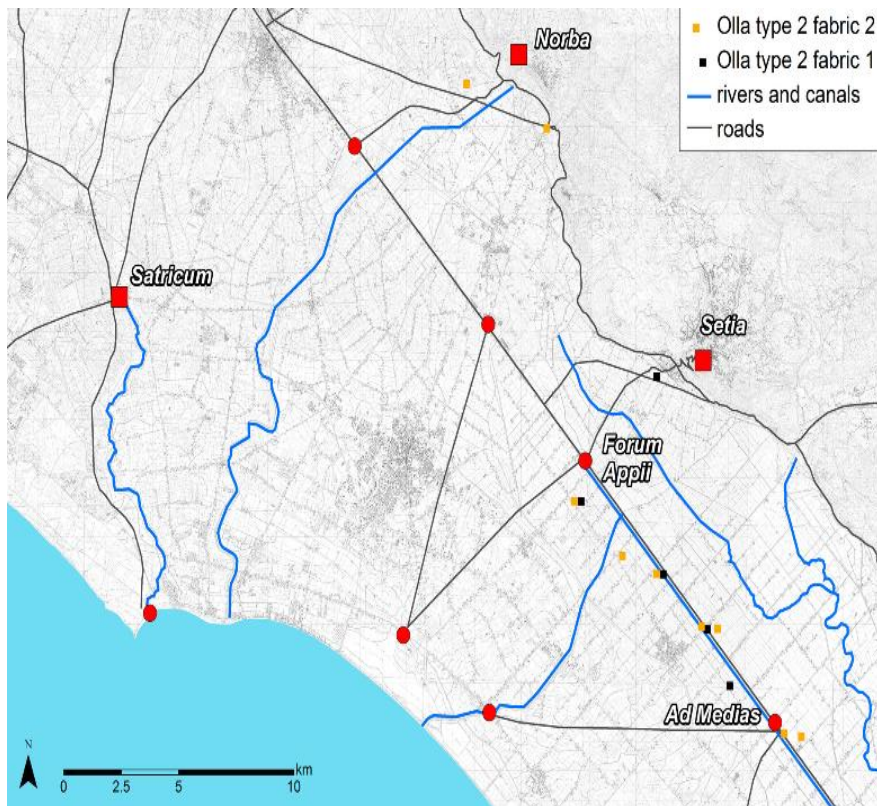 Olla type 2 fabric 2
Olla type 2 fabric 1
rivers and canals
roads
Norba
Satricum
Setia
Forum
Appii
Ad Medias
N
km
0 2.5 5 10